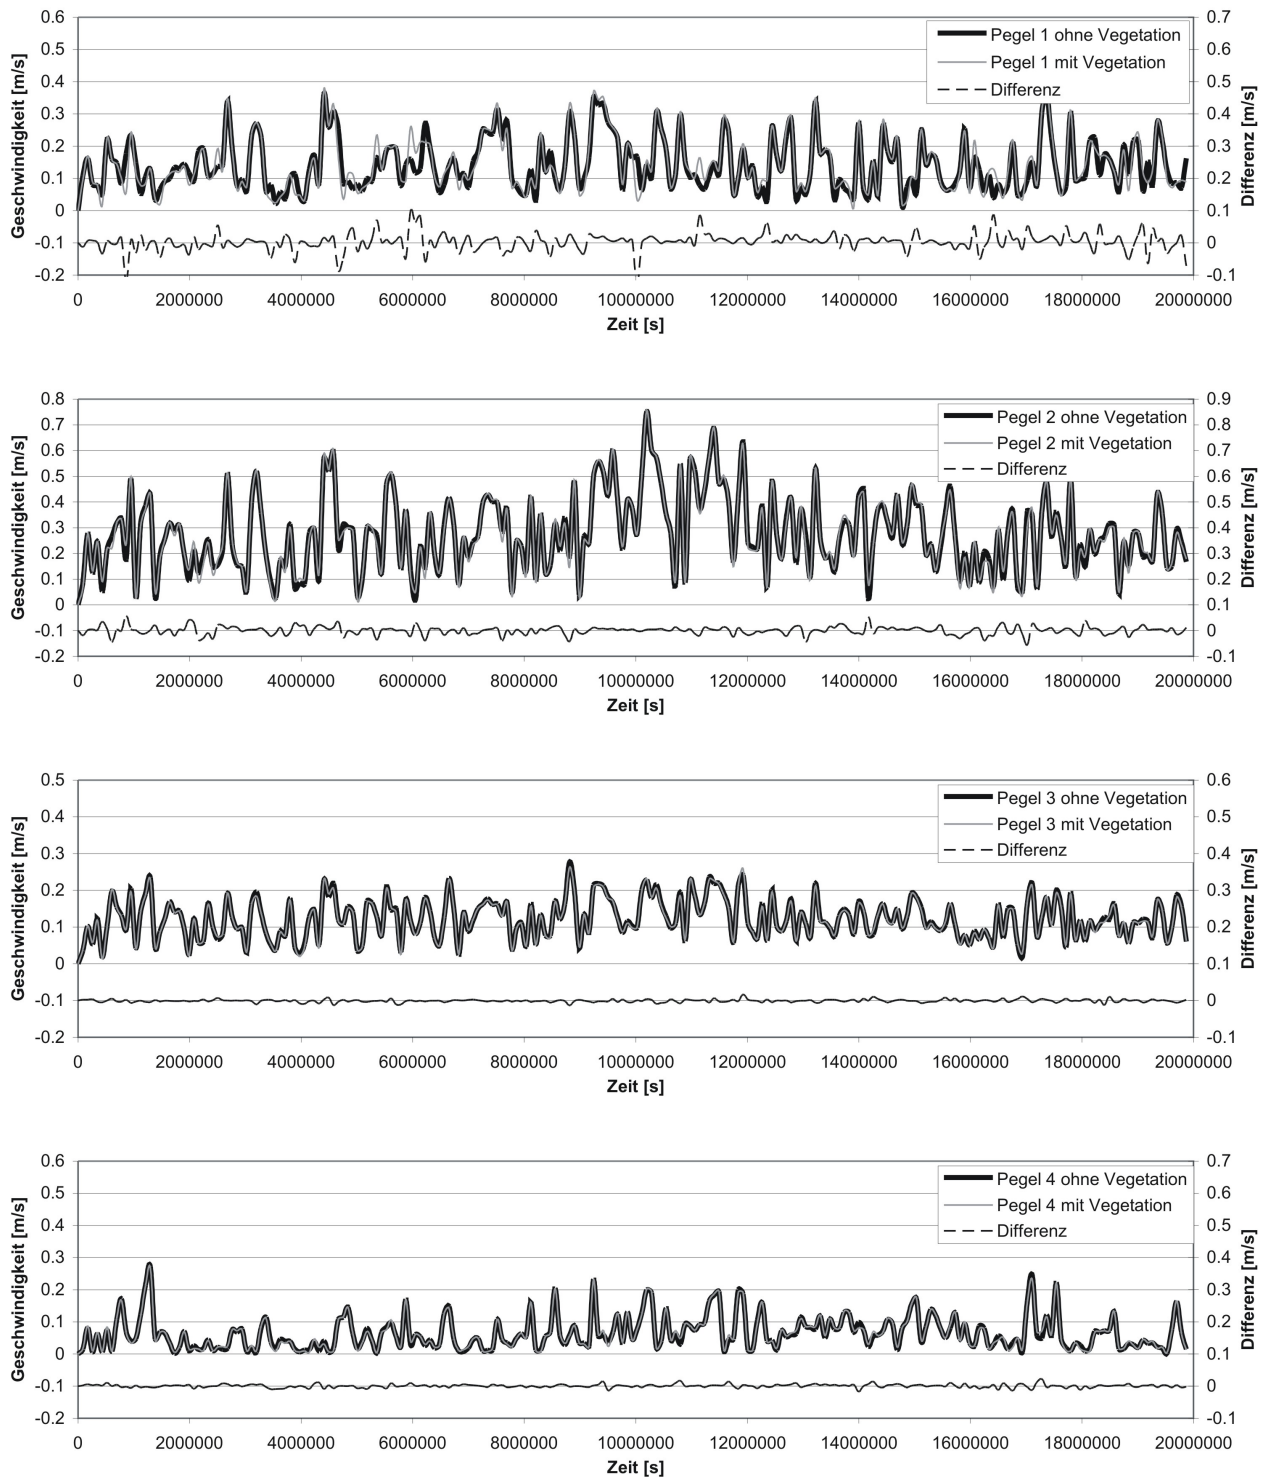 0.6 0.7
Pegel 1 ohne Vegetation
0.5 0.6
Pegel 1 mit Vegetation
0.4 0.5
Differenz
0.3 0.4
0.2 0.3
0.1 0.2
0 0.1
-0.1 0
-0.2 -0.1
Geschwindigkeit [m/s]
Differenz [m/s]
0 2000000 4000000 6000000 8000000 10000000 12000000 14000000 16000000 18000000 20000000
Zeit [s]
0.8 0.9
Pegel 2 ohne Vegetation
0.7 0.8
Pegel 2 mit Vegetation
0.6 0.7
Differenz
0.5 0.6
0.4 0.5
0.3 0.4
0.2 0.3
0.1 0.2
0 0.1
-0.1 0
-0.2 -0.1
Geschwindigkeit [m/s]
Differenz [m/s]
0 2000000 4000000 6000000 8000000 10000000 12000000 14000000 16000000 18000000 20000000
Zeit [s]
0.5 0.6
Pegel 3 ohne Vegetation
0.4 0.5
Pegel 3 mit Vegetation
Differenz
0.3 0.4
0.2 0.3
0.1 0.2
0 0.1
-0.1 0
-0.2 -0.1
Geschwindigkeit [m/s]
Differenz [m/s]
0 2000000 4000000 6000000 8000000 10000000 12000000 14000000 16000000 18000000 20000000
Zeit [s]
0.6 0.7
Pegel 4 ohne Vegetation
0.5 0.6
Pegel 4 mit Vegetation
0.4 0.5
Differenz
0.3 0.4
0.2 0.3
0.1 0.2
0 0.1
-0.1 0
-0.2 -0.1
Geschwindigkeit [m/s]
Differenz [m/s]
0 2000000 4000000 6000000 8000000 10000000 12000000 14000000 16000000 18000000 20000000
Zeit [s]